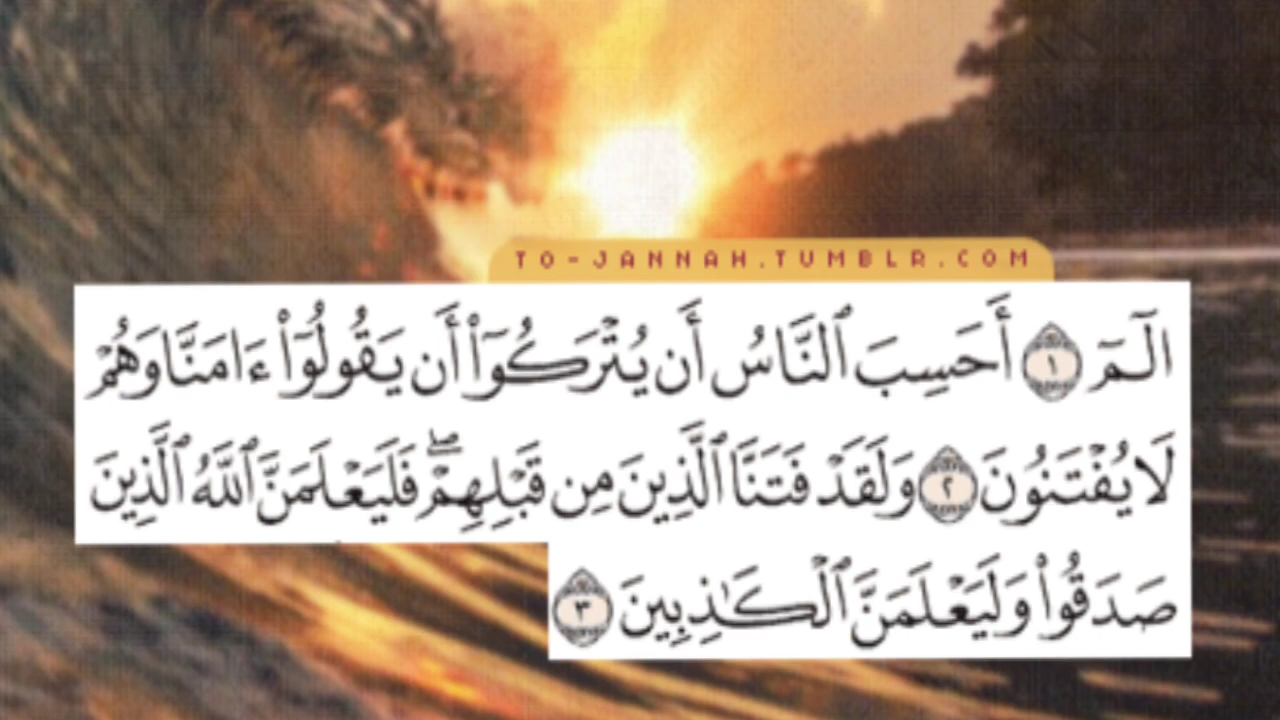 TO-JANNAH.TUMBLR.COM
الٓمٓ ١ أَحَسِبَ ٱلنَّاسُ أَن يُتْرَكُوٓا۟ أَن يَقُولُوٓا۟ ءَامَنَّا وَهُمْ
لَا يُفْتَنُونَ ٢ وَلَقَدْ فَتَنَّا ٱلَّذِينَ مِن قَبْلِهِمْ ۖ فَلَيَعْلَمَنَّ ٱللَّهُ ٱلَّذِينَ
صَدَقُوا۟ وَلَيَعْلَمَنَّ ٱلْكَٰذِبِينَ ٣